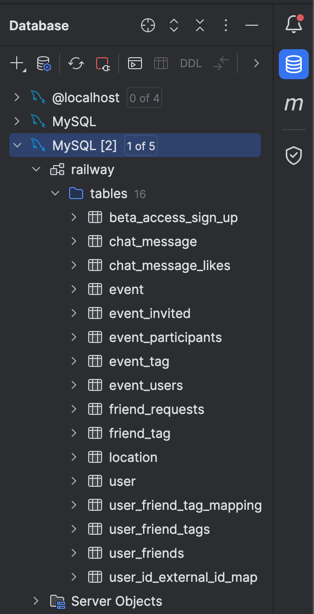 Database
DDL
@localhost 0 of 4
MySQL
MySQL [2] 1 of 5
railway
tables 16
beta_access_sign_up
chat_message
chat_message_likes
event
event_invited
event_participants
event_tag
event_users
friend_requests
friend_tag
location
user
user_friend_tag_mapping
user_friend_tags
user_friends
user_id_external_id_map
Server Objects
m